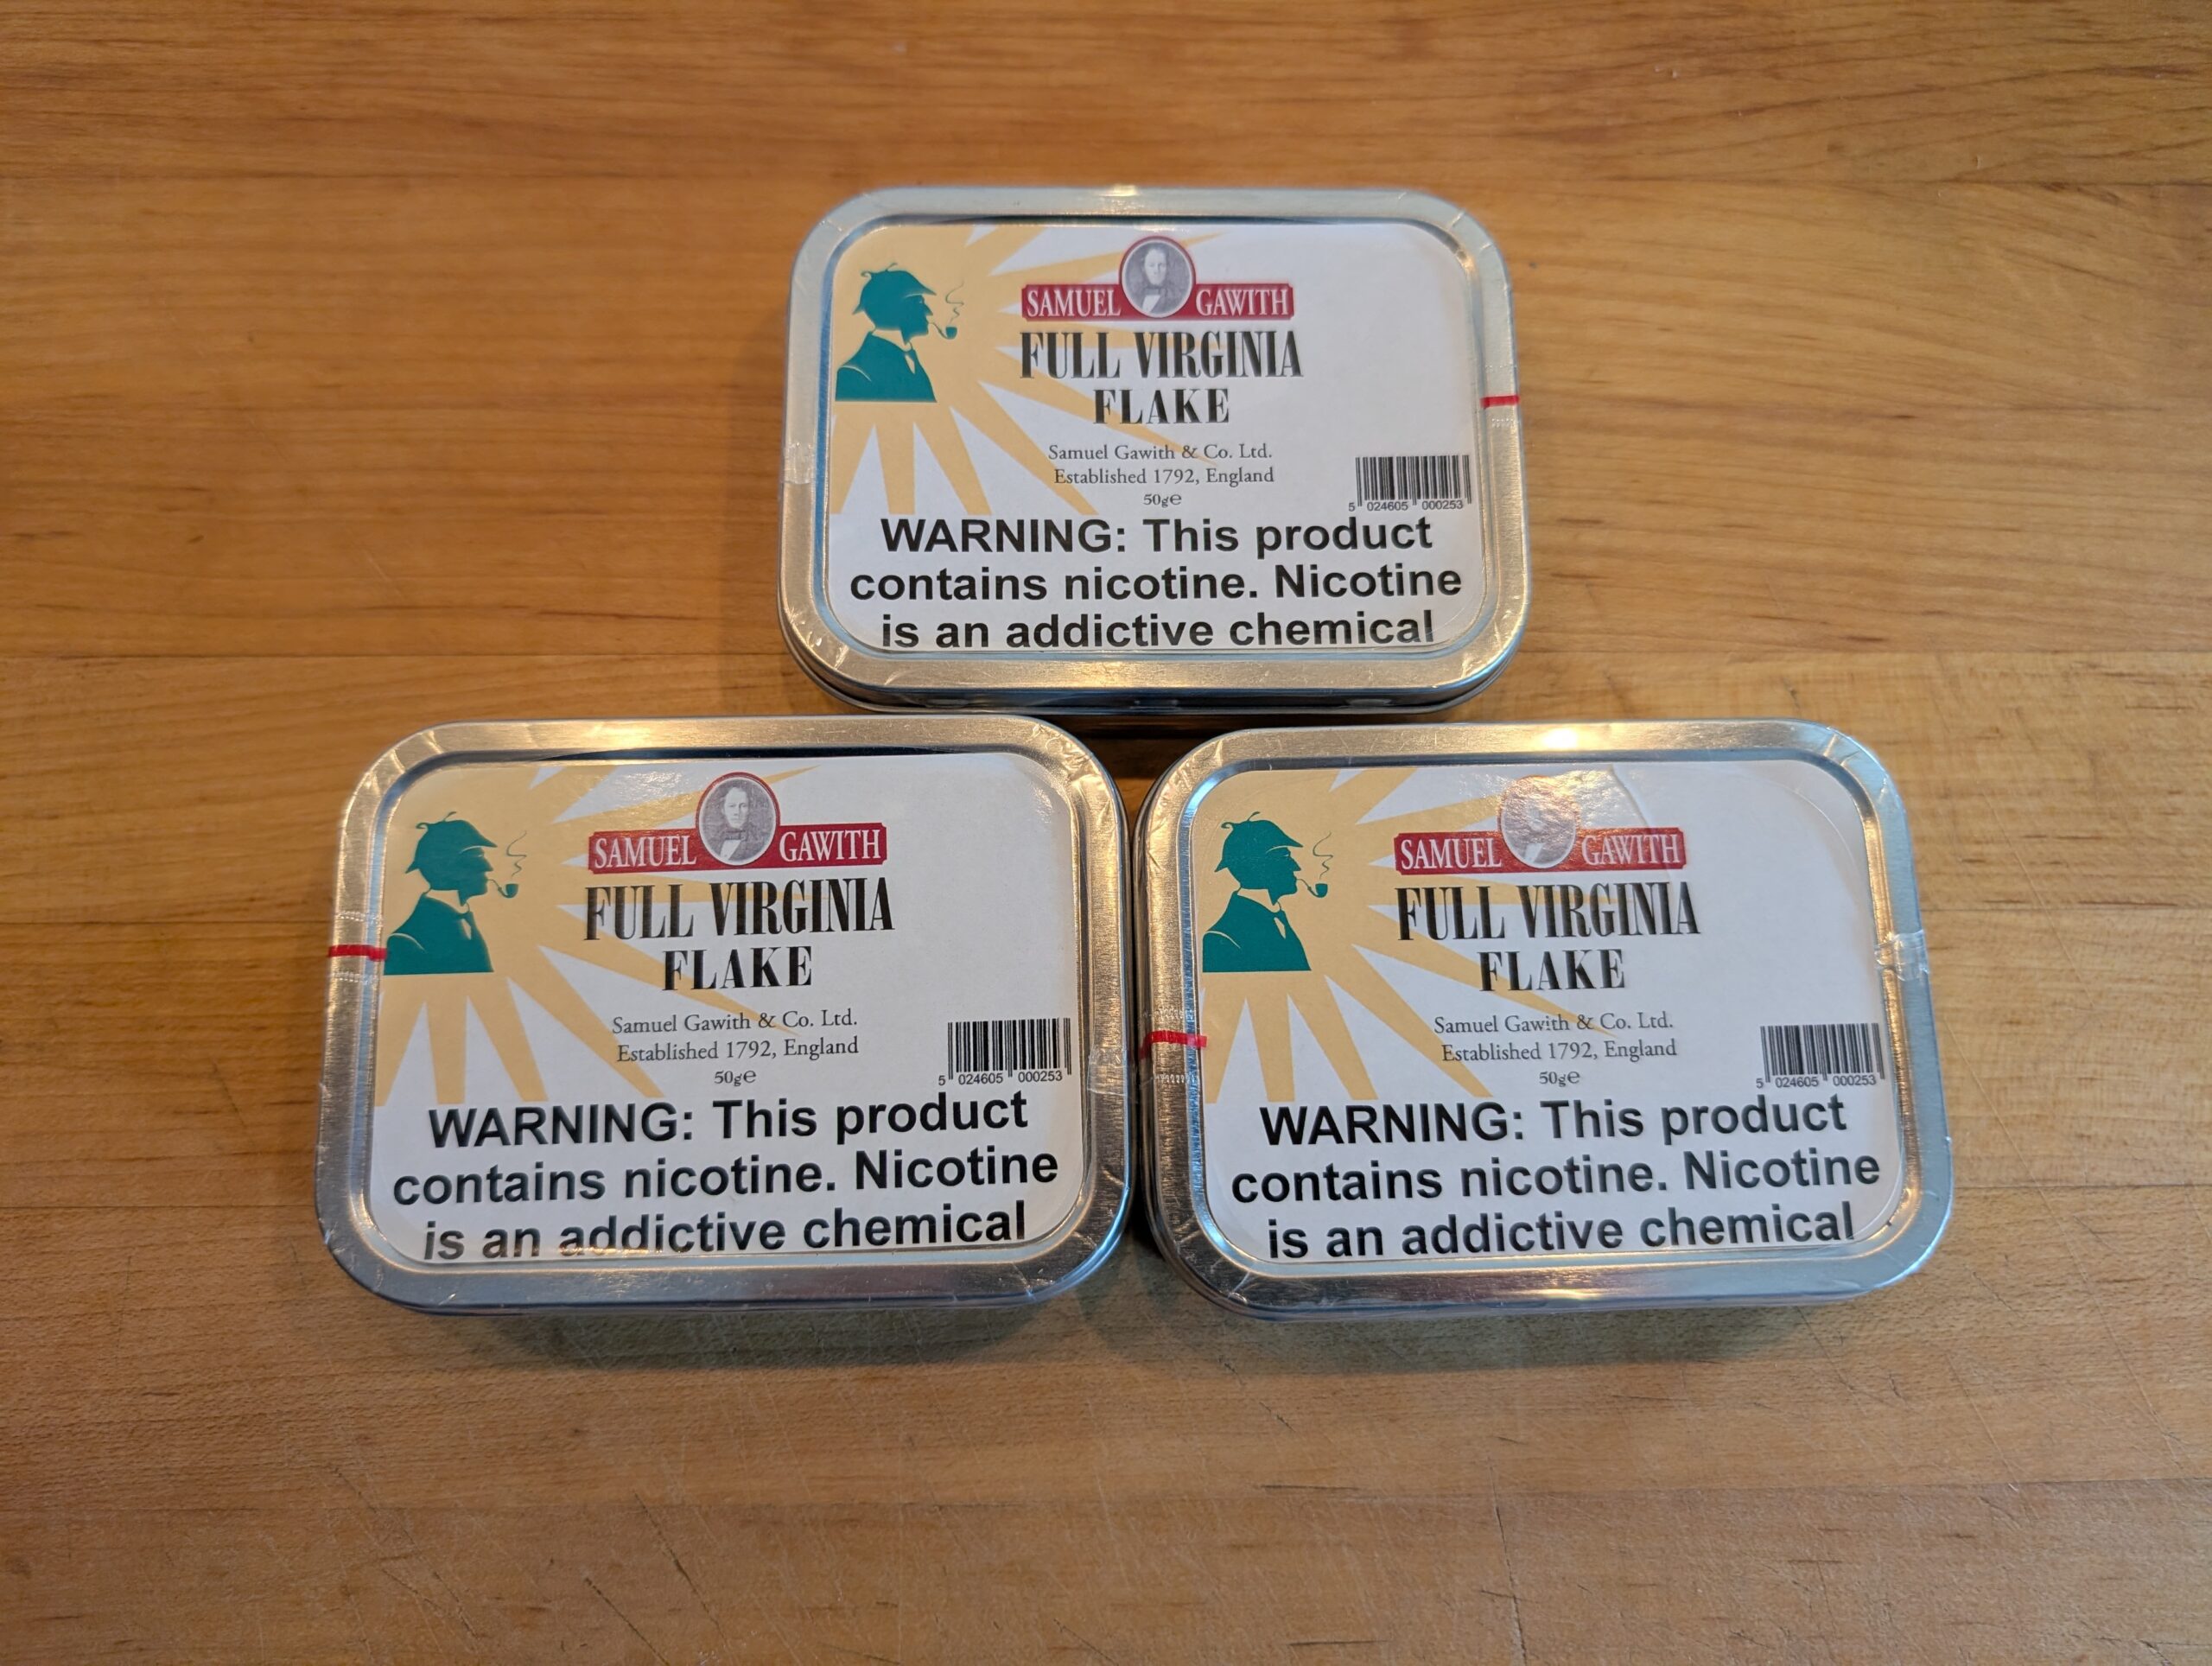 SAMUEL GAWITH
FULL VIRGINIA
FLAKE
Samuel Gawith & Co. Ltd.
Established 1792, England
50g℮
5 024605 000253
WARNING: This product
contains nicotine. Nicotine
is an addictive chemical
SAMUEL GAWITH
FULL VIRGINIA
FLAKE
Samuel Gawith & Co. Ltd.
Established 1792, England
50g℮
5 024605 000253
WARNING: This product
contains nicotine. Nicotine
is an addictive chemical
SAMUEL GAWITH
FULL VIRGINIA
FLAKE
Samuel Gawith & Co. Ltd.
Established 1792, England
50g℮
5 024605 000253
WARNING: This product
contains nicotine. Nicotine
is an addictive chemical